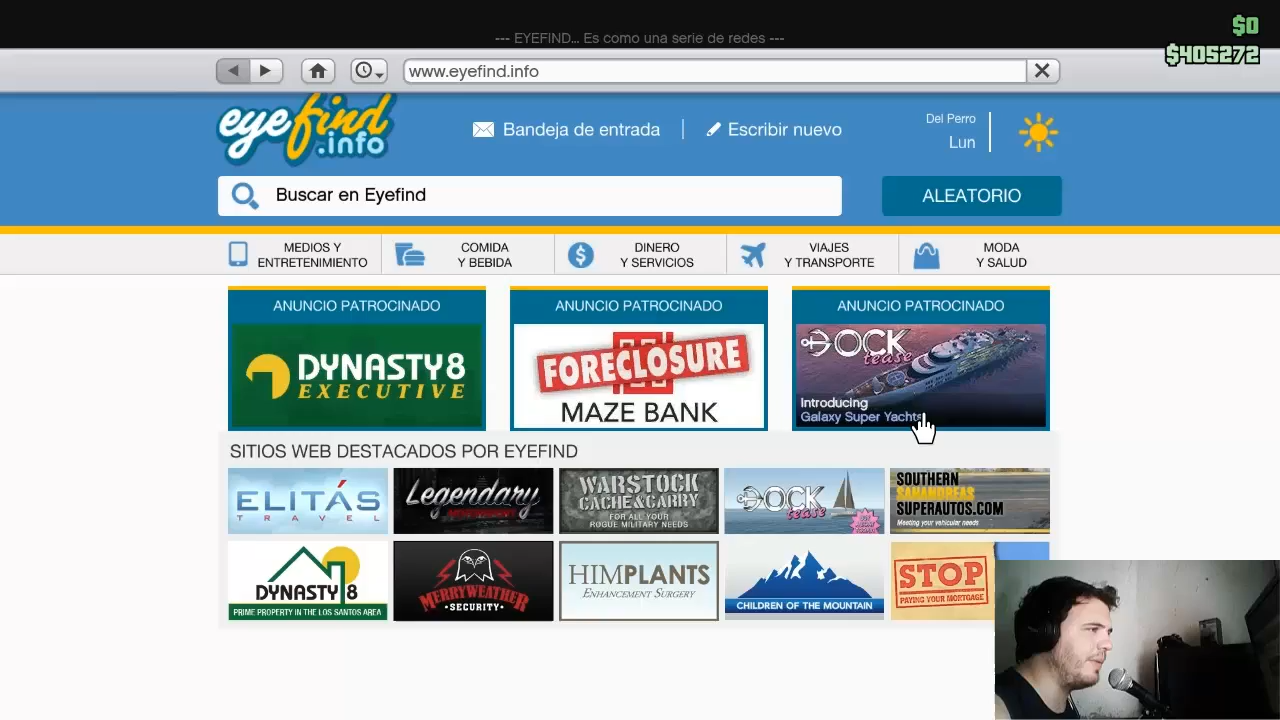 $0
--- EYEFIND... Es como una serie de redes ---
$405272
www.eyefind.info
eyefind
.info
Bandeja de entrada
Escribir nuevo
Del Perro
Lun
Buscar en Eyefind
ALEATORIO
MEDIOS Y
ENTRETENIMIENTO
COMIDA
Y BEBIDA
DINERO
Y SERVICIOS
VIAJES
Y TRANSPORTE
MODA
Y SALUD
ANUNCIO PATROCINADO
ANUNCIO PATROCINADO
ANUNCIO PATROCINADO
DYNASTY 8
EXECUTIVE
FORECLOSURE
MAZE BANK
DOCK
tease
Introducing
Galaxy Super Yachts
SITIOS WEB DESTACADOS POR EYEFIND
ELITÁS
TRAVEL
Legendary
MOTORSPORT
WARSTOCK
CACHE & CARRY
FOR ALL YOUR
ROGUE MILITARY NEEDS
DOCK
tease
SOUTHERN
SANANDREAS
SUPERAUTOS.COM
Meeting your vehicular needs
DYNASTY 8
PRIME PROPERTY IN THE LOS SANTOS AREA
MERRYWEATHER
·SECURITY·
HIMPLANTS
ENHANCEMENT SURGERY
CHILDREN OF THE MOUNTAIN
STOP
PAYING YOUR MORTGAGE